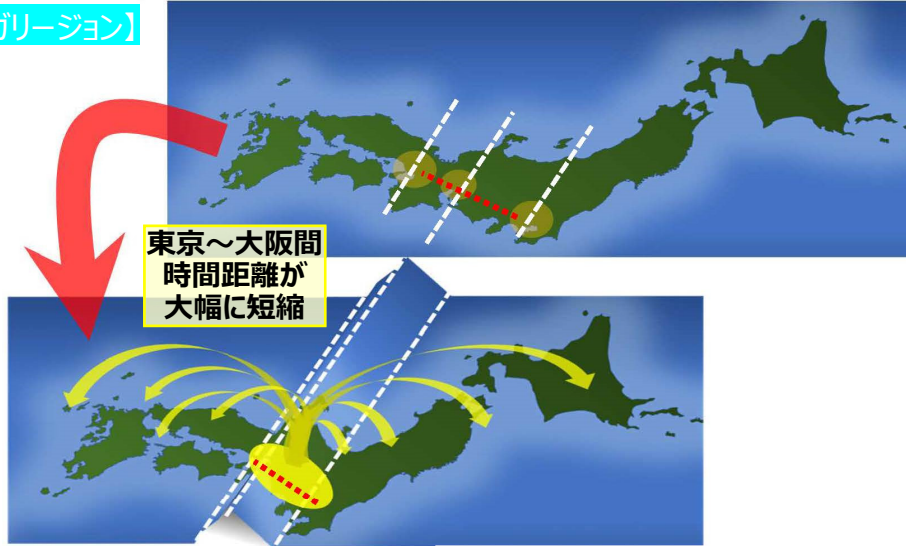 ガリージョン】
東京～大阪間
時間距離が
大幅に短縮